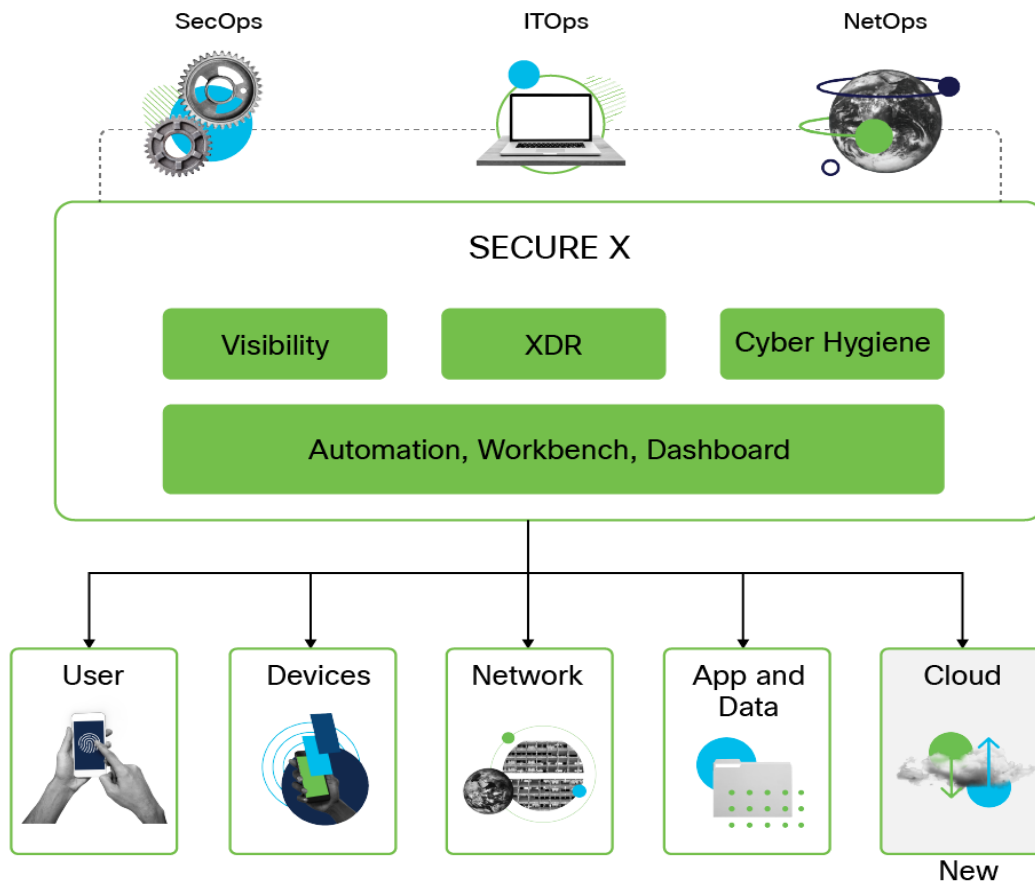 SecOps
ITOps
NetOps
SECURE X
Visibility
XDR
Cyber Hygiene
Automation, Workbench, Dashboard
User
Devices
Network
App and
Data
Cloud
New